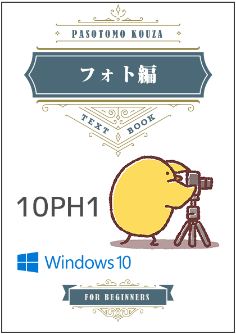 PASOTOMO KOUZA
フォト編
TEXT BOOK
10PH1
Windows 10
FOR BEGINNERS